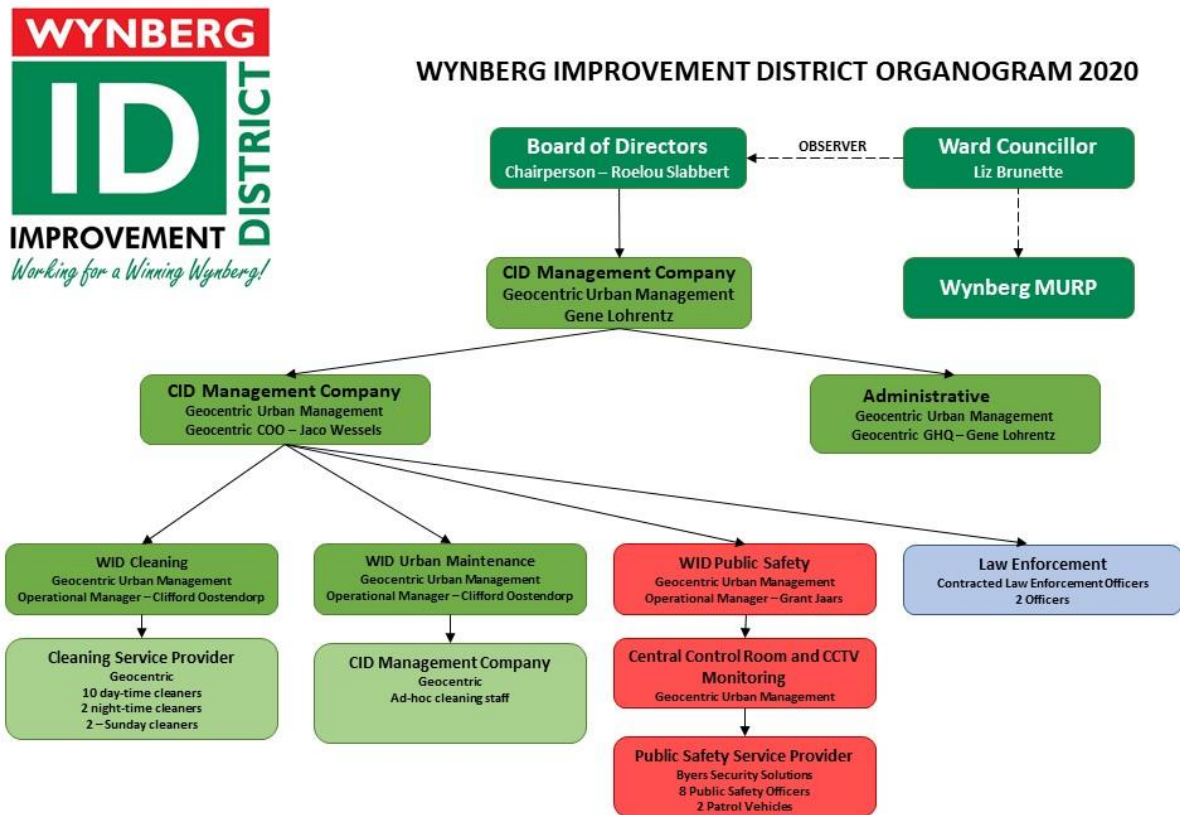 WYNBERG
ID
DISTRICT
IMPROVEMENT
Working for a Winning Wynberg!
WYNBERG IMPROVEMENT DISTRICT ORGANOGRAM 2020
Board of Directors
Chairperson – Roelou Slabbert
OBSERVER
Ward Councillor
Liz Brunette
CID Management Company
Geocentric Urban Management
Gene Lohrentz
Wynberg MURP
CID Management Company
Geocentric Urban Management
Geocentric COO – Jaco Wessels
Administrative
Geocentric Urban Management
Geocentric GHQ – Gene Lohrentz
WID Cleaning
Geocentric Urban Management
Operational Manager – Clifford Oostendorp
WID Urban Maintenance
Geocentric Urban Management
Operational Manager – Clifford Oostendorp
WID Public Safety
Geocentric Urban Management
Operational Manager – Grant Jaars
Law Enforcement
Contracted Law Enforcement Officers
2 Officers
Cleaning Service Provider
Geocentric
10 day-time cleaners
2 night-time cleaners
2 – Sunday cleaners
CID Management Company
Geocentric
Ad-hoc cleaning staff
Central Control Room and CCTV
Monitoring
Geocentric Urban Management
Public Safety Service Provider
Byers Security Solutions
8 Public Safety Officers
2 Patrol Vehicles